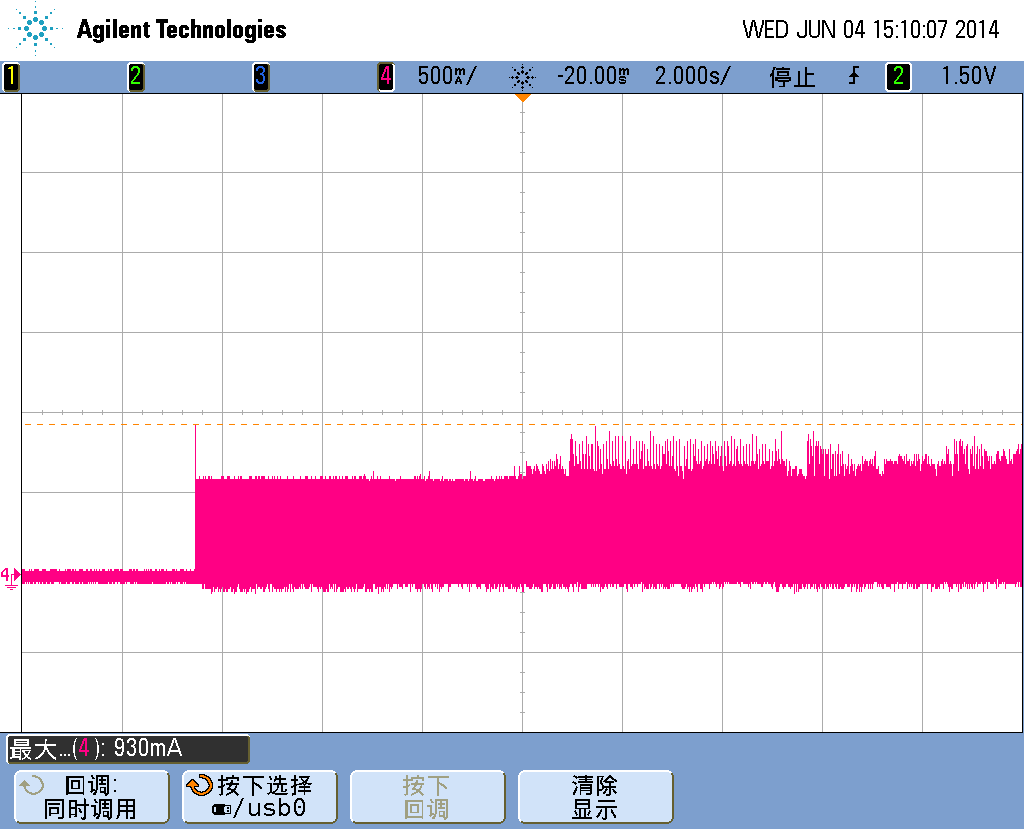 Agilent Technologies WED JUN 04 15:10:07 2014
1 2 3 4 500m/ -20.00ms 2.000s/ 停止 2 1.50V
4
最大...(4): 930mA
回调: 按下选择 按下 清除
同时调用 /usb0 回调 显示